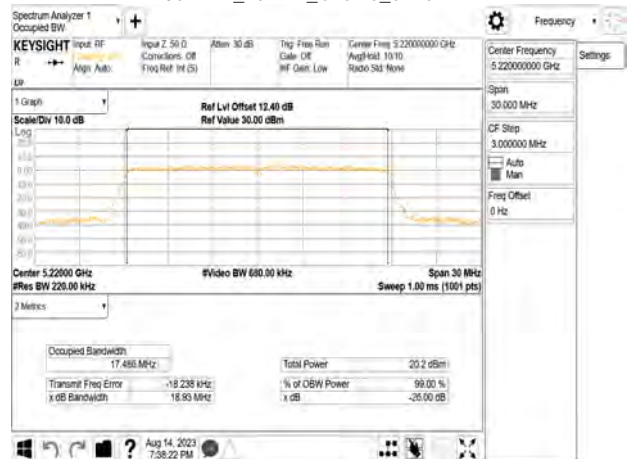 Spectrum Analyzer 1
Occupied BW
+
Frequency
KEYSIGHT Input: RF
R
Align: Auto
Input Z: 50 Ω
Corrections: Off
Freq Ref: Int (S)
Atten: 30 dB
Trig: Free Run
Gate: Off
#IF Gain: Low
Center Freq: 5.220000000 GHz
Avg|Hold: 10/10
Radio Std: None
Center Frequency
5.220000000 GHz
Settings
Span
30.000 MHz
CF Step
3.000000 MHz
Auto
Man
Freq Offset
0 Hz
1 Graph
Scale/Div 10.0 dB
Ref Lvl Offset 12.40 dB
Ref Value 30.00 dBm
Log
Center 5.22000 GHz
#Res BW 220.00 kHz
#Video BW 680.00 kHz
Span 30 MHz
Sweep 1.00 ms (1001 pts)
2 Metrics
Occupied Bandwidth
17.486 MHz
Total Power 20.2 dBm
Transmit Freq Error -18.238 kHz
% of OBW Power 99.00 %
x dB Bandwidth 18.93 MHz
x dB -26.00 dB
?
Aug 14, 2023
7:38:22 PM